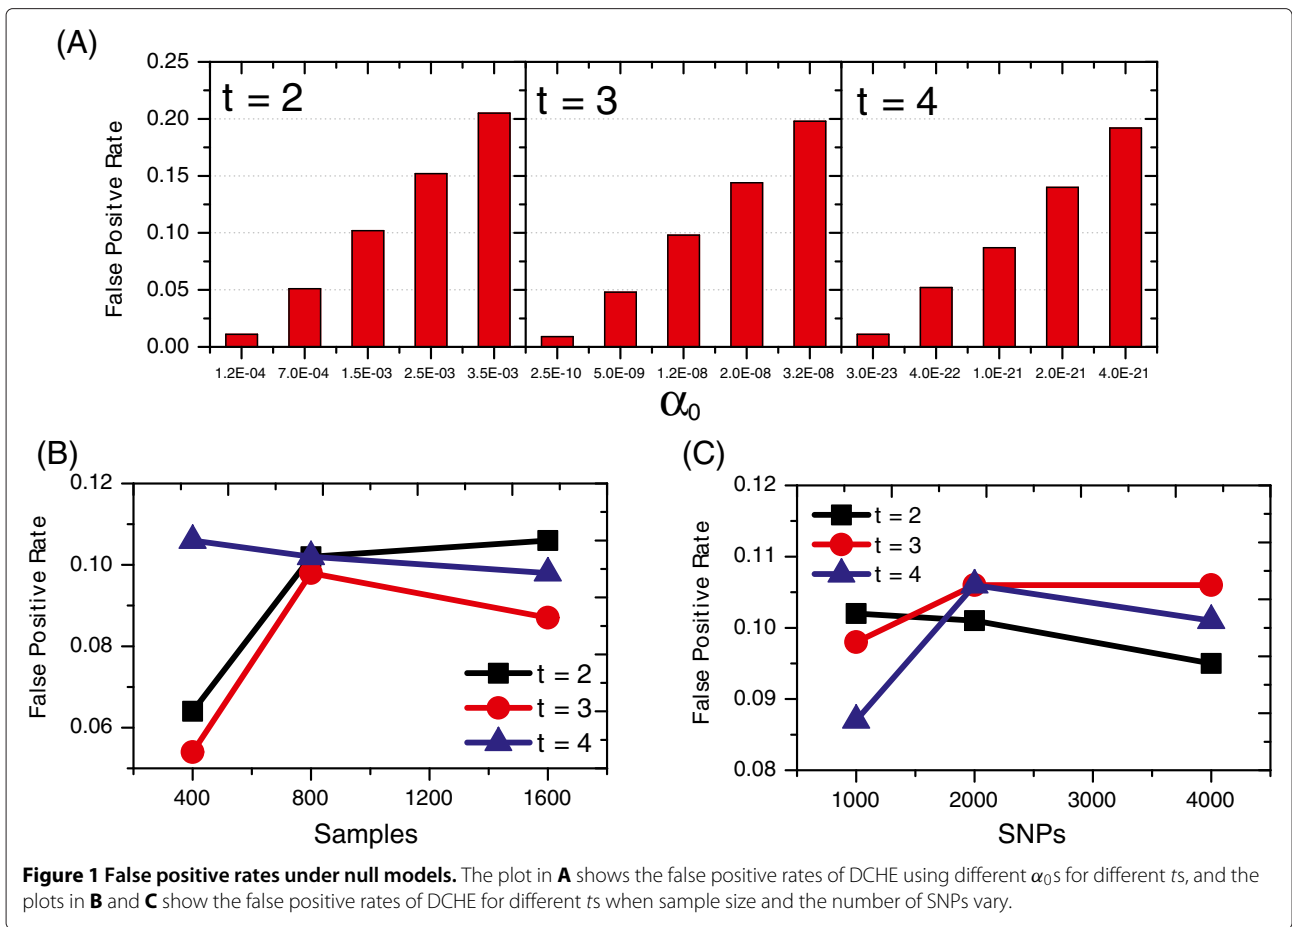 (A)
False Positive Rate
0.25
0.20
0.15
0.10
0.05
0.00
t = 2
t = 3
t = 4
1.2E-04 7.0E-04 1.5E-03 2.5E-03 3.5E-03 2.5E-10 5.0E-09 1.2E-08 2.0E-08 3.2E-08 3.0E-23 4.0E-22 1.0E-21 2.0E-21 4.0E-21
α0
(B)
False Positive Rate
0.12
0.10
0.08
0.06
t = 2
t = 3
t = 4
400 800 1200 1600
Samples
(C)
False Positive Rate
0.12
0.11
0.10
0.09
0.08
t = 2
t = 3
t = 4
1000 2000 3000 4000
SNPs
Figure 1 False positive rates under null models. The plot in A shows the false positive rates of DCHE using different α0s for different ts, and the
plots in B and C show the false positive rates of DCHE for different ts when sample size and the number of SNPs vary.